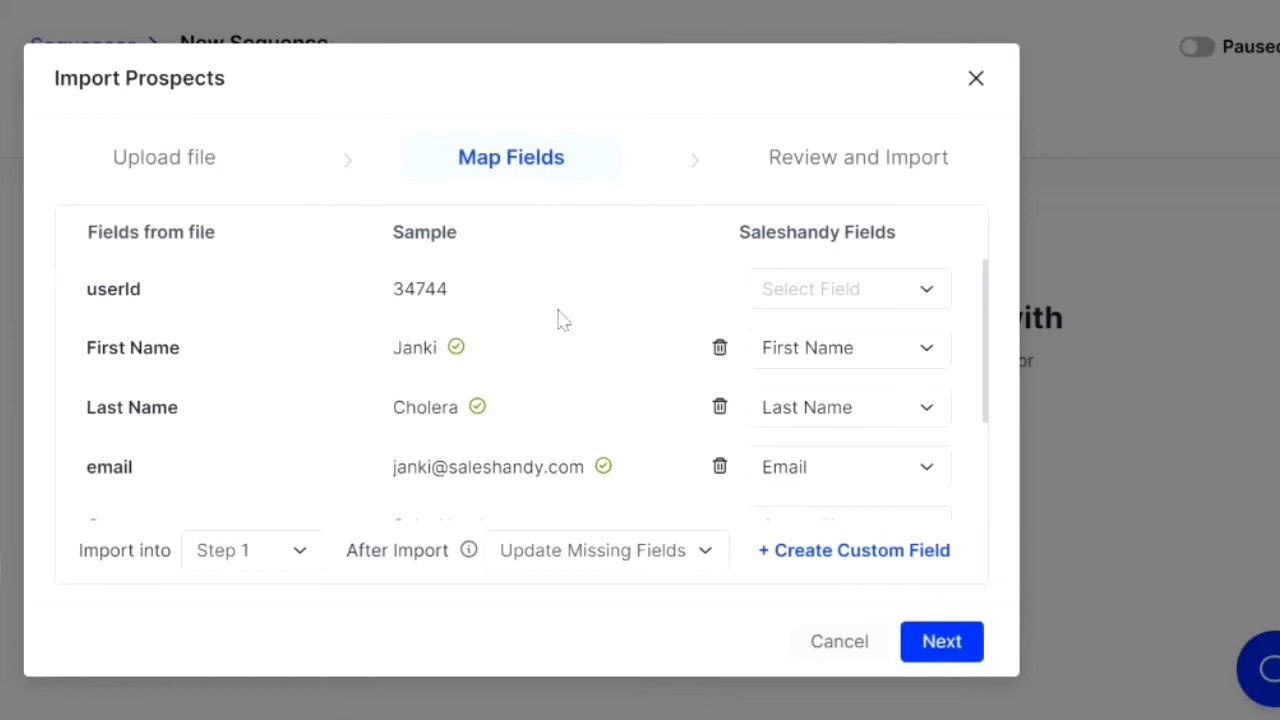 New Sequence
Paused
Import Prospects
Upload file
Map Fields
Review and Import
Fields from file
Sample
Saleshandy Fields
userId
34744
Select Field
First Name
Janki
First Name
Last Name
Cholera
Last Name
email
janki@saleshandy.com
Email
Import into
Step 1
After Import
Update Missing Fields
+ Create Custom Field
Cancel
Next